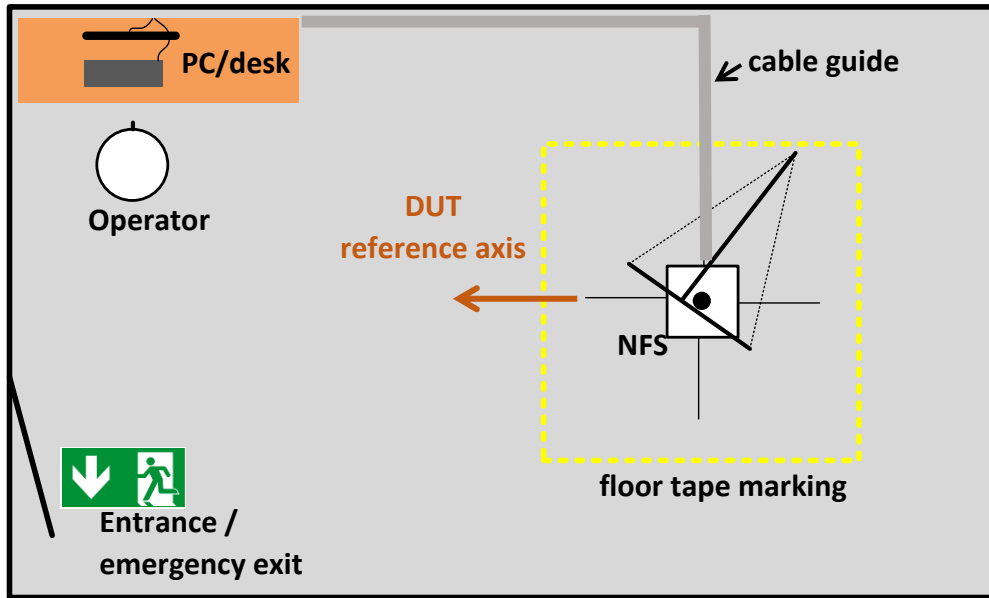 PC/desk
cable guide
Operator
DUT
reference axis
NFS
floor tape marking
Entrance /
emergency exit